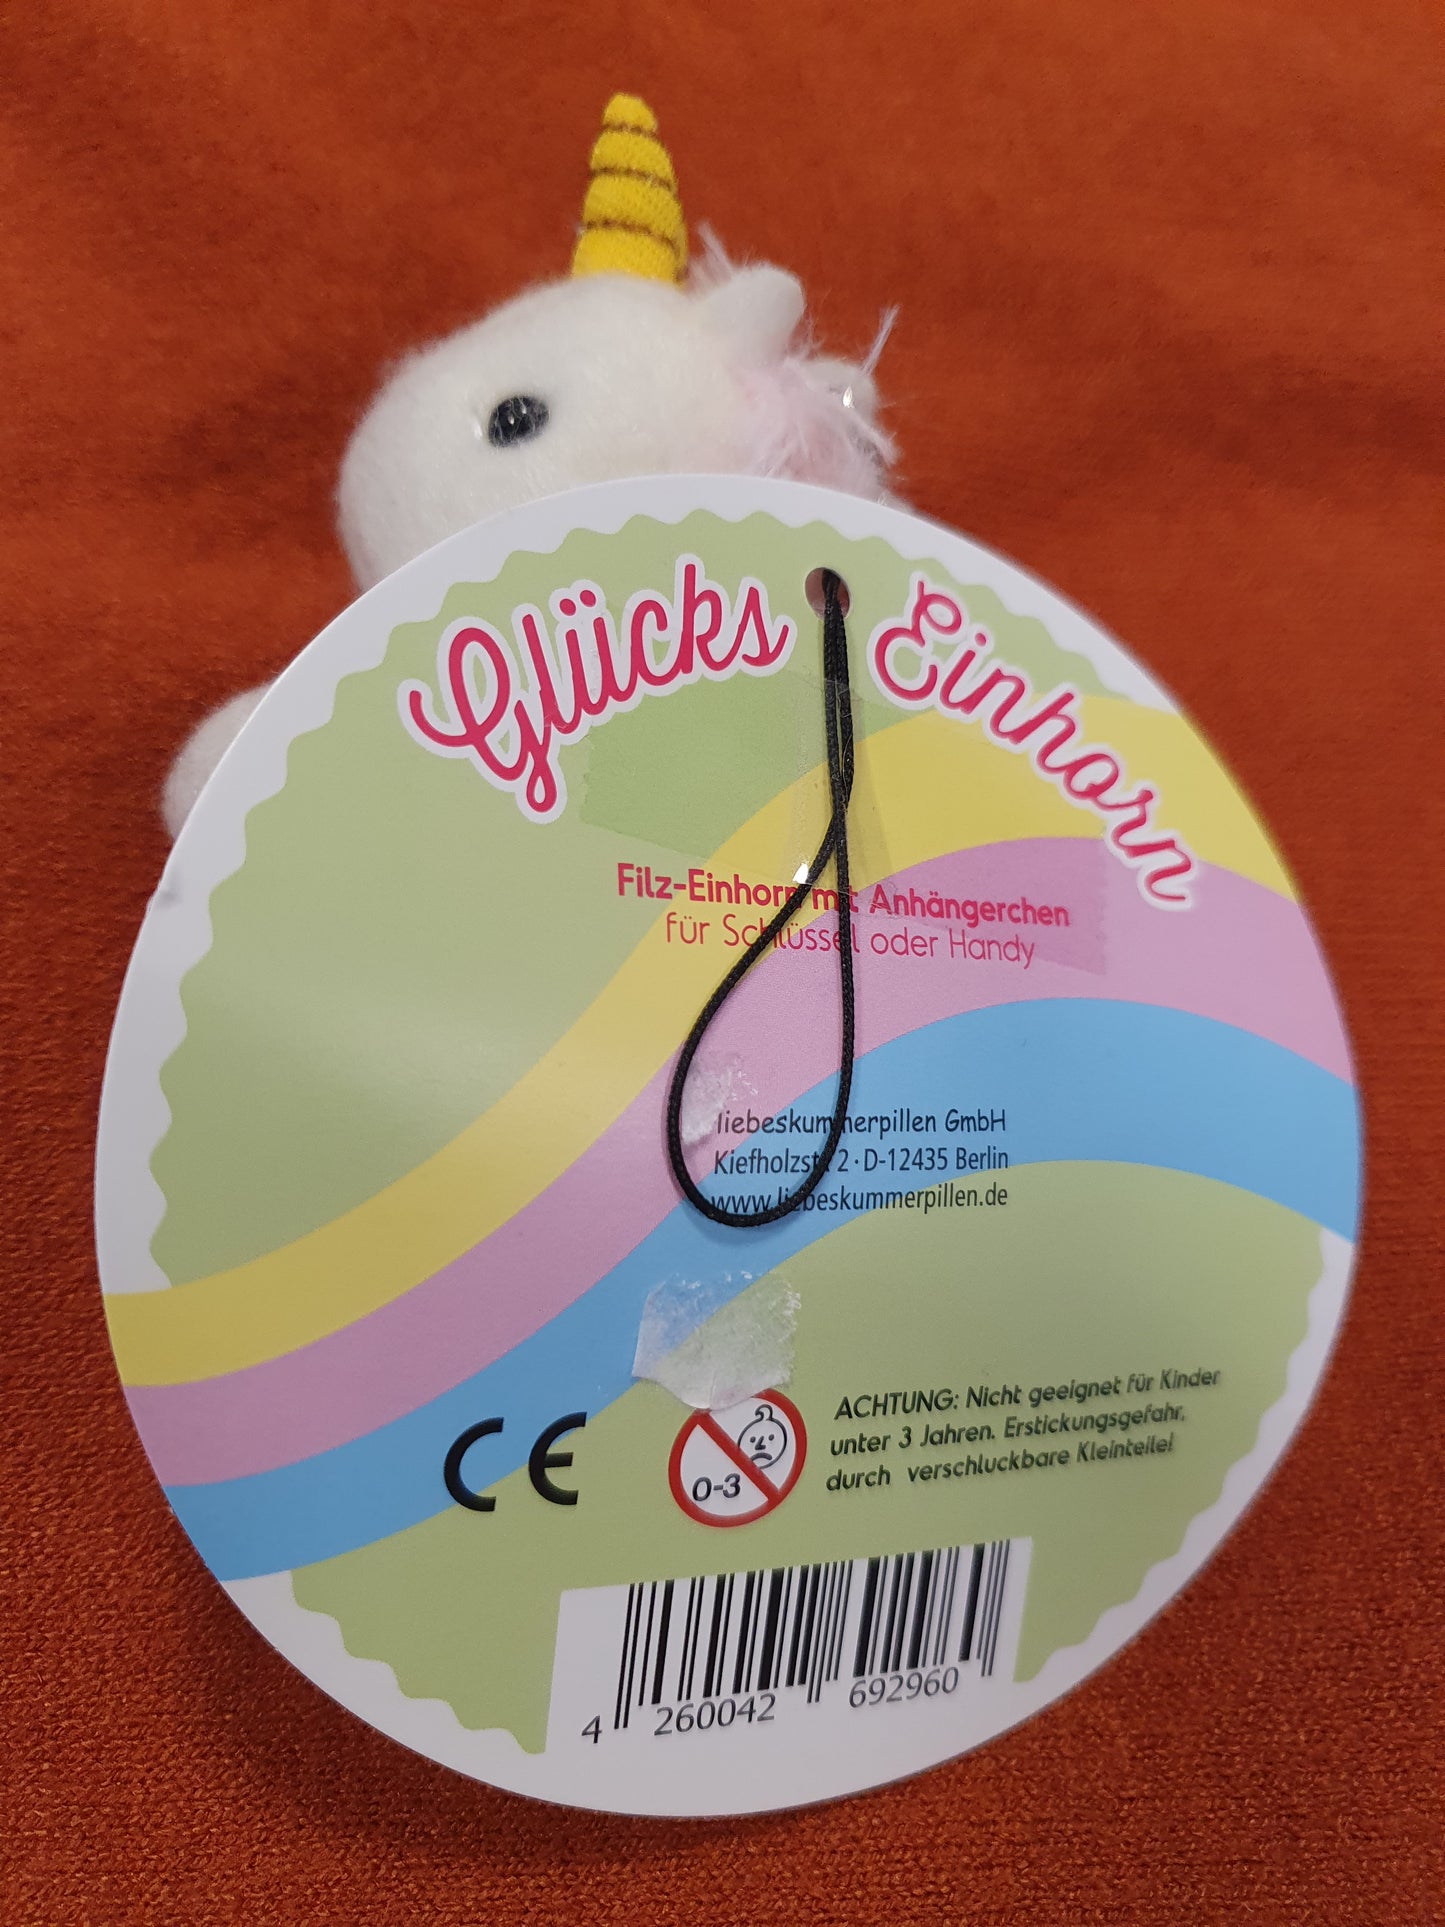 Glücks Einhorn
Filz-Einhorn mit Anhängerchen
für Schlüssel oder Handy
liebeskummerpillen GmbH
Kiefholzstr. 2 · D-12435 Berlin
www.liebeskummerpillen.de
CE
0-3
ACHTUNG: Nicht geeignet für Kinder
unter 3 Jahren. Erstickungsgefahr,
durch verschluckbare Kleinteile!
4 260042 692960